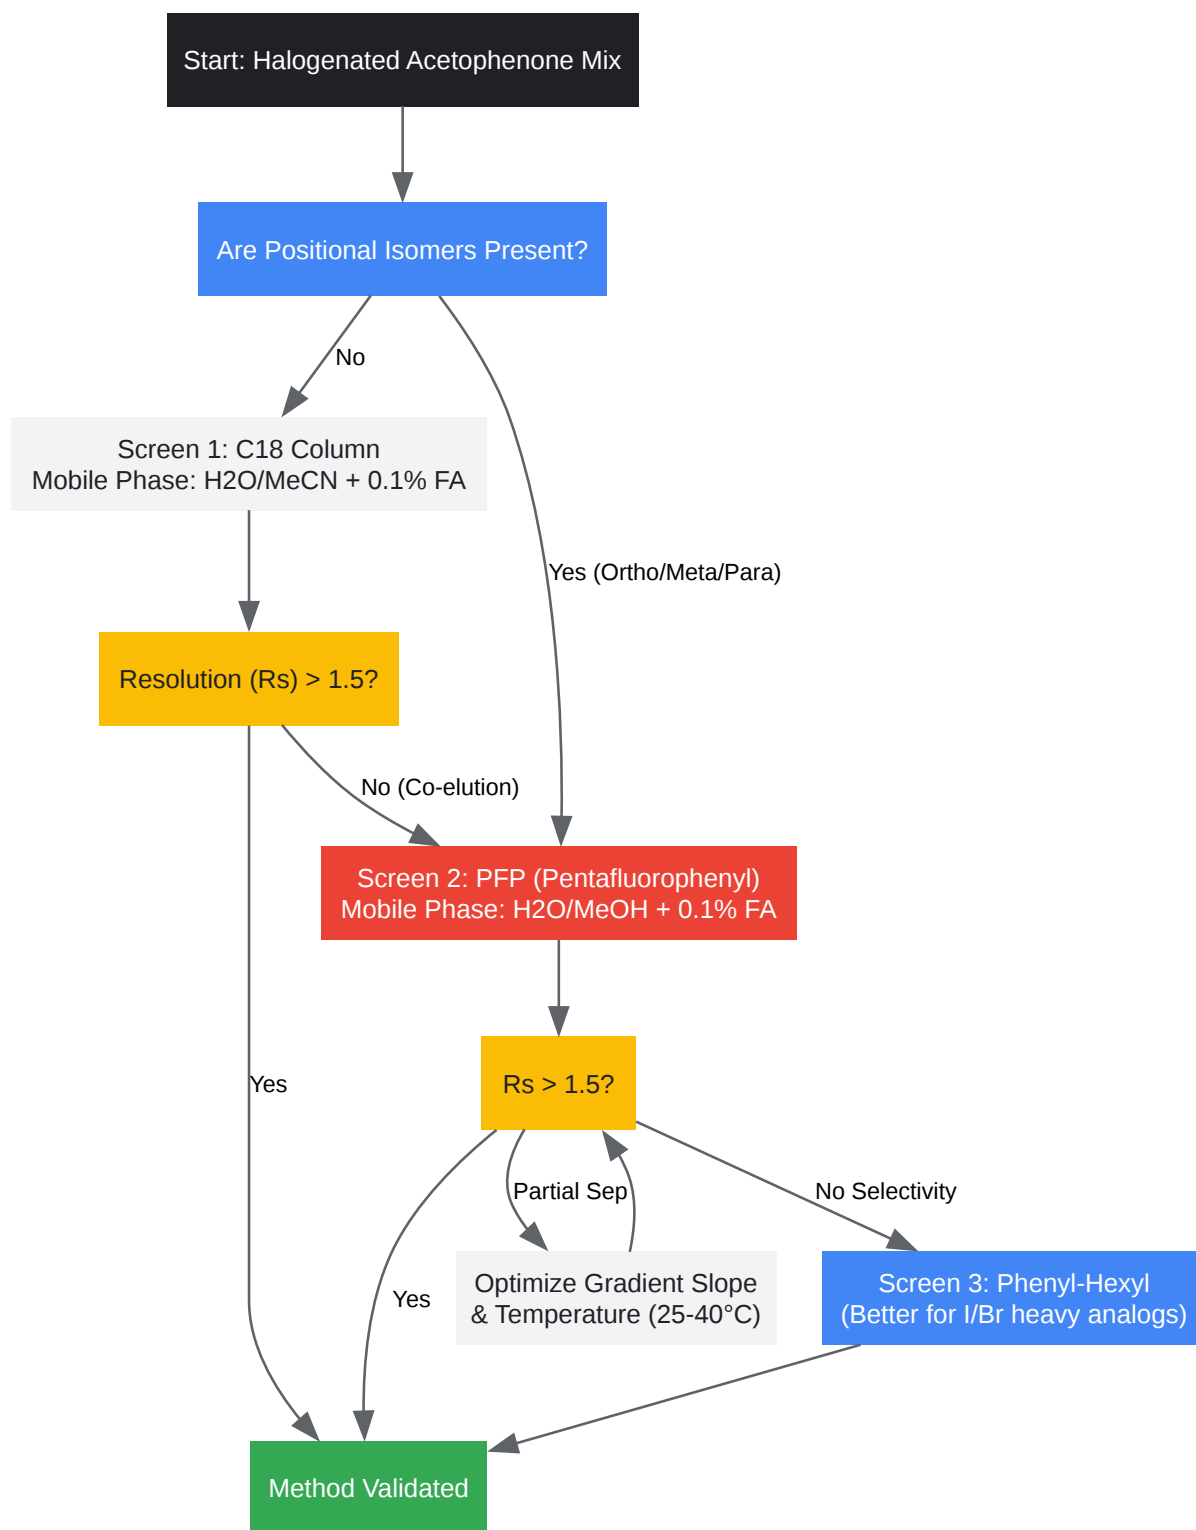 Start: Halogenated Acetophenone Mix
Are Positional Isomers Present?
No
Screen 1: C18 Column
Mobile Phase: H2O/MeCN + 0.1% FA
Yes (Ortho/Meta/Para)
Resolution (Rs) > 1.5?
No (Co-elution)
Screen 2: PFP (Pentafluorophenyl)
Mobile Phase: H2O/MeOH + 0.1% FA
Yes
Rs > 1.5?
Partial Sep
No Selectivity
Yes
Optimize Gradient Slope
& Temperature (25-40°C)
Screen 3: Phenyl-Hexyl
(Better for I/Br heavy analogs)
Method Validated